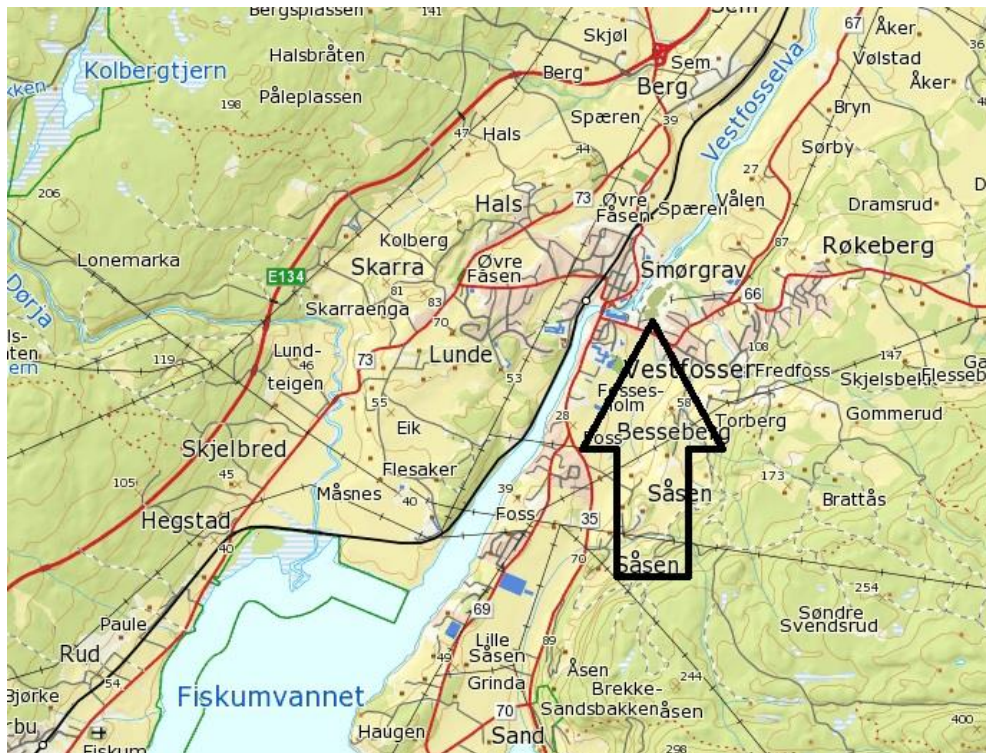 Bergsplassen
141
Sem
Skjøl
67
Åker
Halsbråten
Kolbergtjern
Berg
Sem
Vølstad
36
Påleplassen
Berg
Åker
198
Bryn
Spæren
39
47
Hals
Vestfosselva
Sørby
44
27
206
Hals
73
Øvre
Fåsen
Spæren
Vålen
Dramsrud
Kolberg
87
Røkeberg
Lonemarka
Skarra
Øvre
Fåsen
Smørgrav
E134
81
66
Dørja
Skarraenga
83
70
108
119
Lund-
46
teigen
73
Lunde
147
53
Vestfossen
Fredfoss
Fosses-
holm
58
55
28
Gommerud
Eik
Foss
Besseberg
Torberg
Skjelbred
Flesaker
45
173
105
Måsnes
40
39
Såsen
Brattås
Hegstad
Foss
35
40
70
Såsen
254
69
Søndre
Svendsrud
Paule
Lille
Såsen
89
Rud
49
Åsen
54
Grinda
244
Bjørke
Fiskumvannet
Brekke-
åsen
Sandsbakken
70
400
Haugen
Sand
298
Fiskum